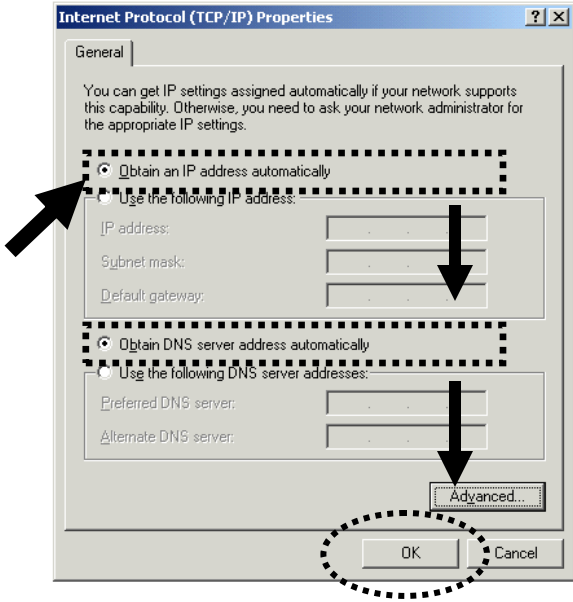 Internet Protocol (TCP/IP) Properties
General
You can get IP settings assigned automatically if your network supports
this capability. Otherwise, you need to ask your network administrator for
the appropriate IP settings.
Obtain an IP address automatically
Use the following IP address:
IP address:
Subnet mask:
Default gateway:
Obtain DNS server address automatically
Use the following DNS server addresses:
Preferred DNS server:
Alternate DNS server:
Advanced...
OK Cancel